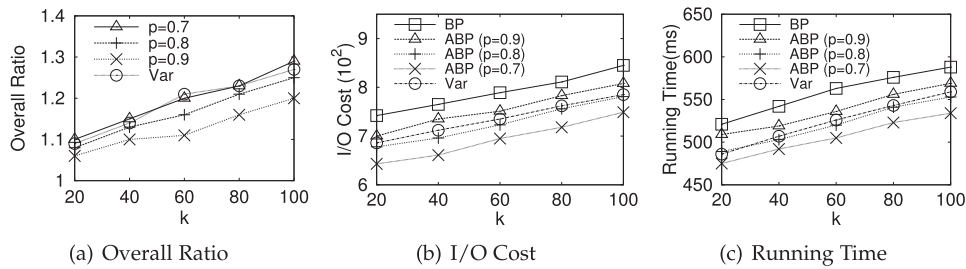 1.4
1.3
1.2
1.1
1
Overall Ratio
p=0.7
p=0.8
p=0.9
Var
20 40 60 80 100
k
(a) Overall Ratio
9
8
7
6
I/O Cost (10²)
BP
ABP (p=0.9)
ABP (p=0.8)
ABP (p=0.7)
Var
20 40 60 80 100
k
(b) I/O Cost
650
600
550
500
450
Running Time(ms)
BP
ABP (p=0.9)
ABP (p=0.8)
ABP (p=0.7)
Var
20 40 60 80 100
k
(c) Running Time